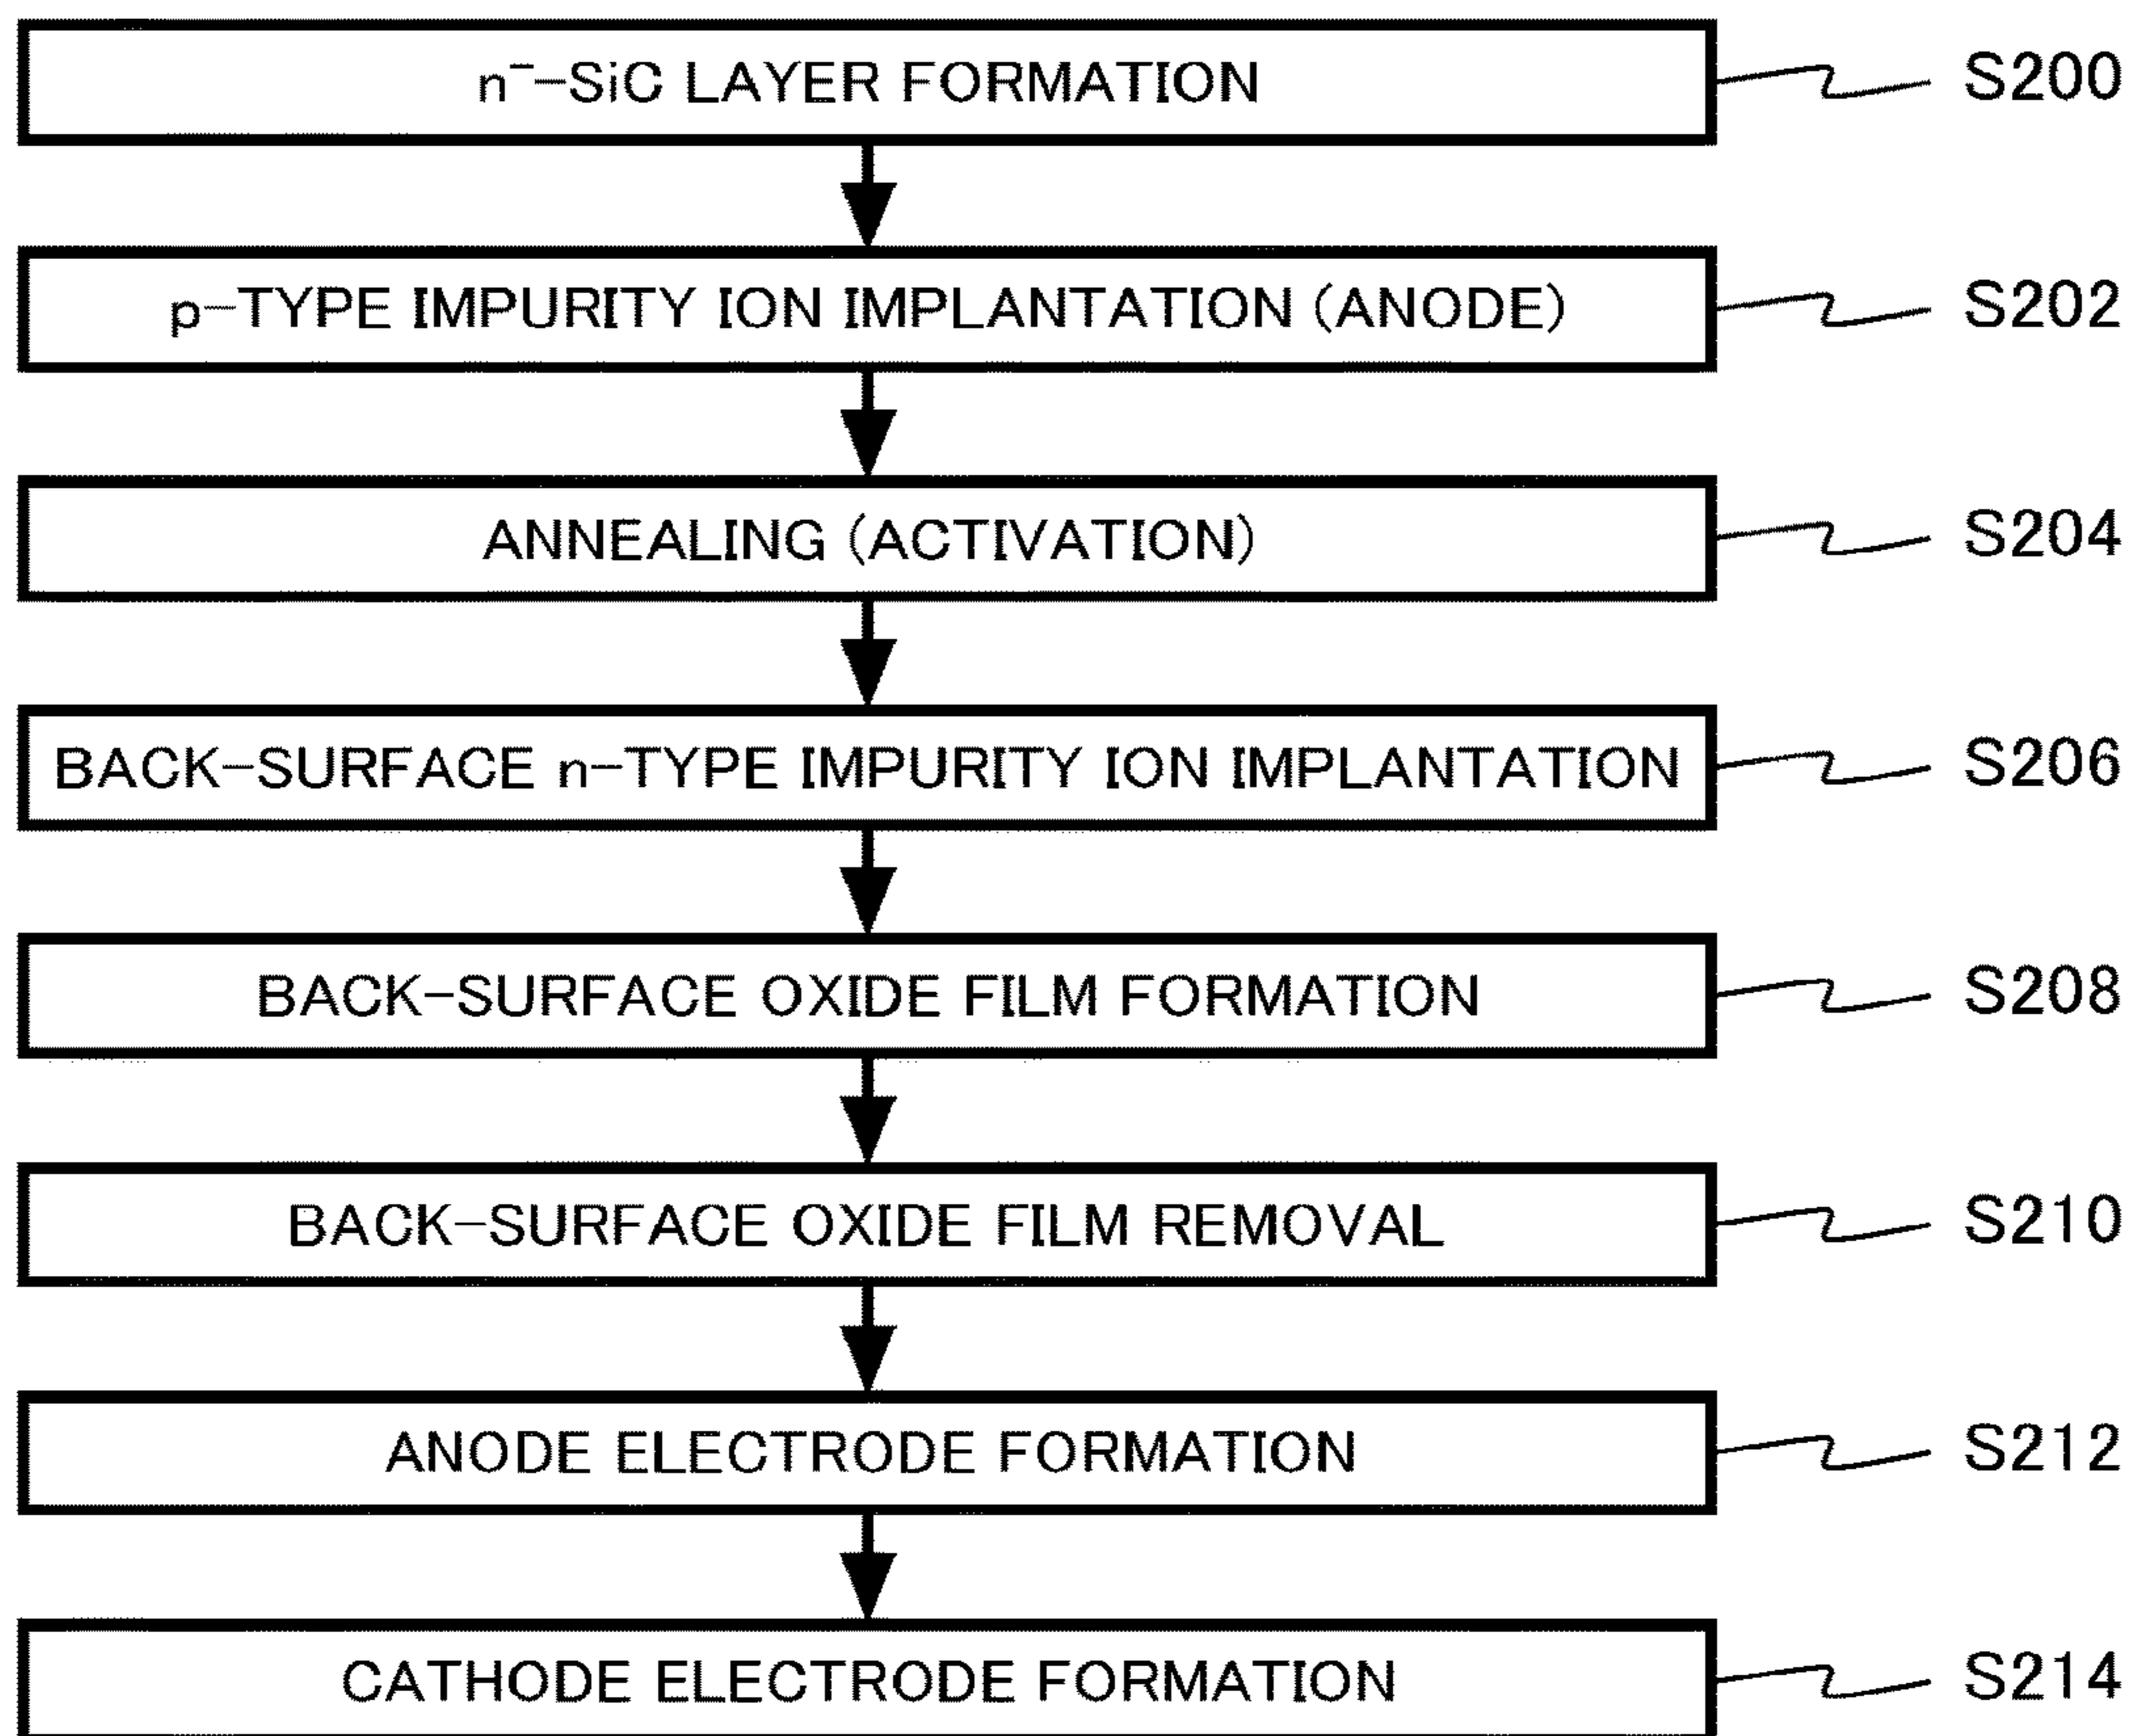 n⁻-SiC LAYER FORMATION S200
p-TYPE IMPURITY ION IMPLANTATION (ANODE) S202
ANNEALING (ACTIVATION) S204
BACK-SURFACE n-TYPE IMPURITY ION IMPLANTATION S206
BACK-SURFACE OXIDE FILM FORMATION S208
BACK-SURFACE OXIDE FILM REMOVAL S210
ANODE ELECTRODE FORMATION S212
CATHODE ELECTRODE FORMATION S214